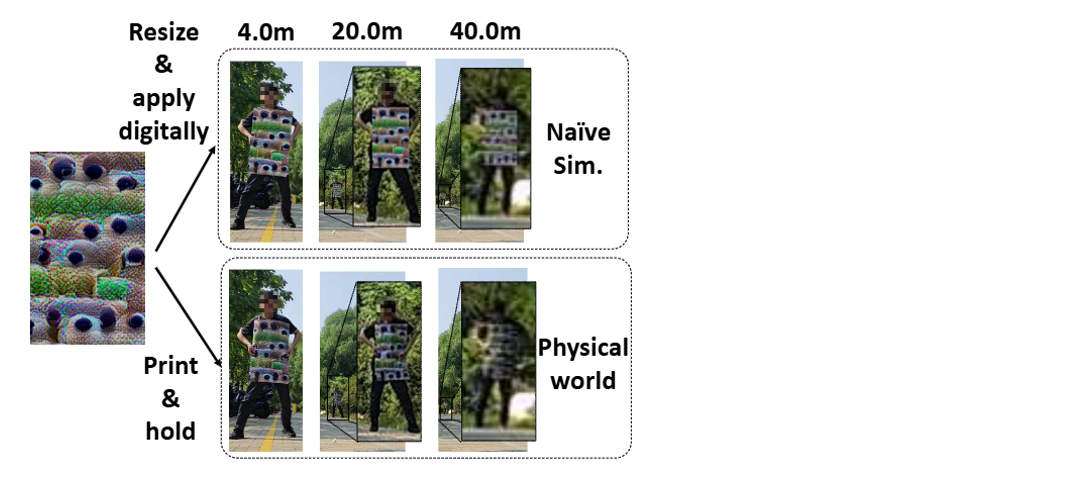 Resize
&
apply
digitally
4.0m
20.0m
40.0m
Naïve
Sim.
Print
&
hold
Physical
world